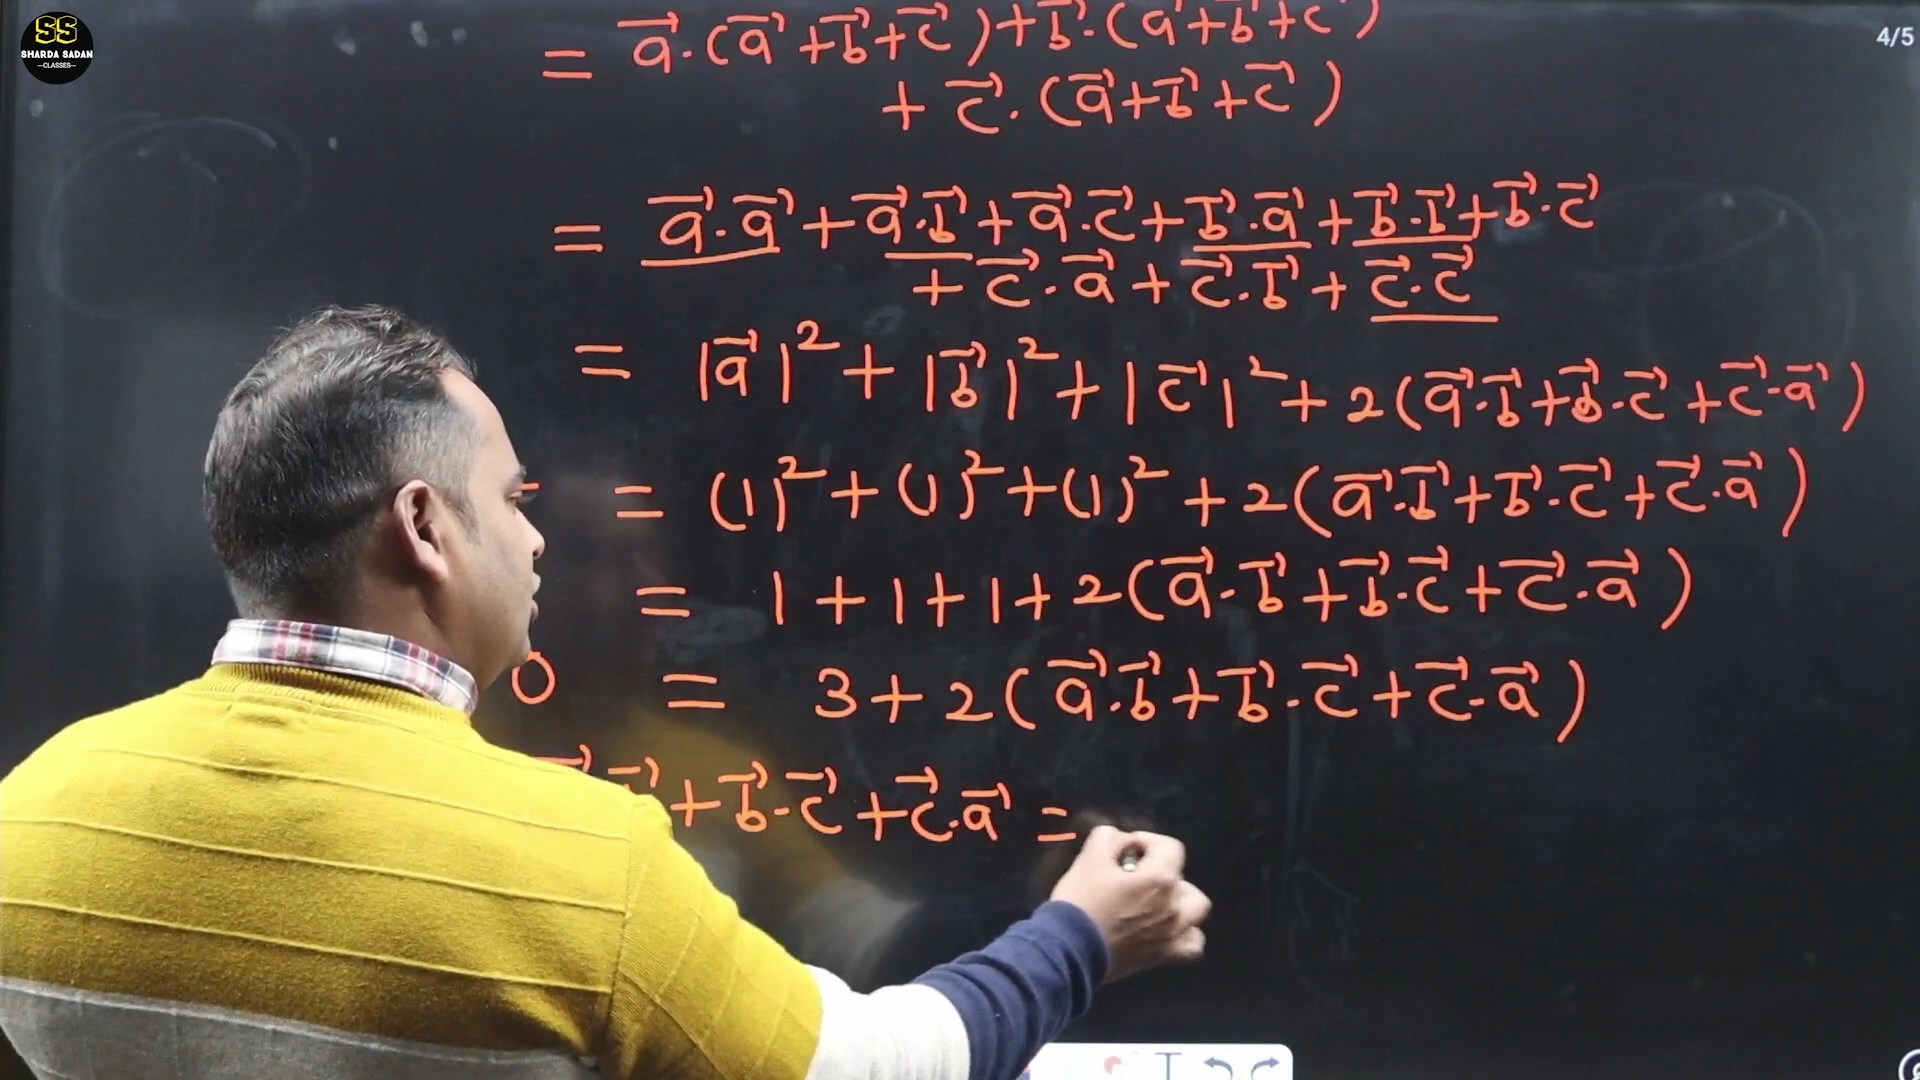 SS
SHARDA SADAN
—CLASSES—
4/5
= a⃗·(a⃗+b⃗+c⃗)+b⃗·(a⃗+b⃗+c⃗)
+ c⃗·(a⃗+b⃗+c⃗)
= a⃗·a⃗+a⃗·b⃗+a⃗·c⃗+b⃗·a⃗+b⃗·b⃗+b⃗·c⃗
+c⃗·a⃗+c⃗·b⃗+c⃗·c⃗
= |a⃗|²+|b⃗|²+|c⃗|²+2(a⃗·b⃗+b⃗·c⃗+c⃗·a⃗)
= (1)²+(1)²+(1)²+2(a⃗·b⃗+b⃗·c⃗+c⃗·a⃗)
= 1+1+1+2(a⃗·b⃗+b⃗·c⃗+c⃗·a⃗)
0 = 3+2(a⃗·b⃗+b⃗·c⃗+c⃗·a⃗)
+b⃗·c⃗+c⃗·a⃗ =
T